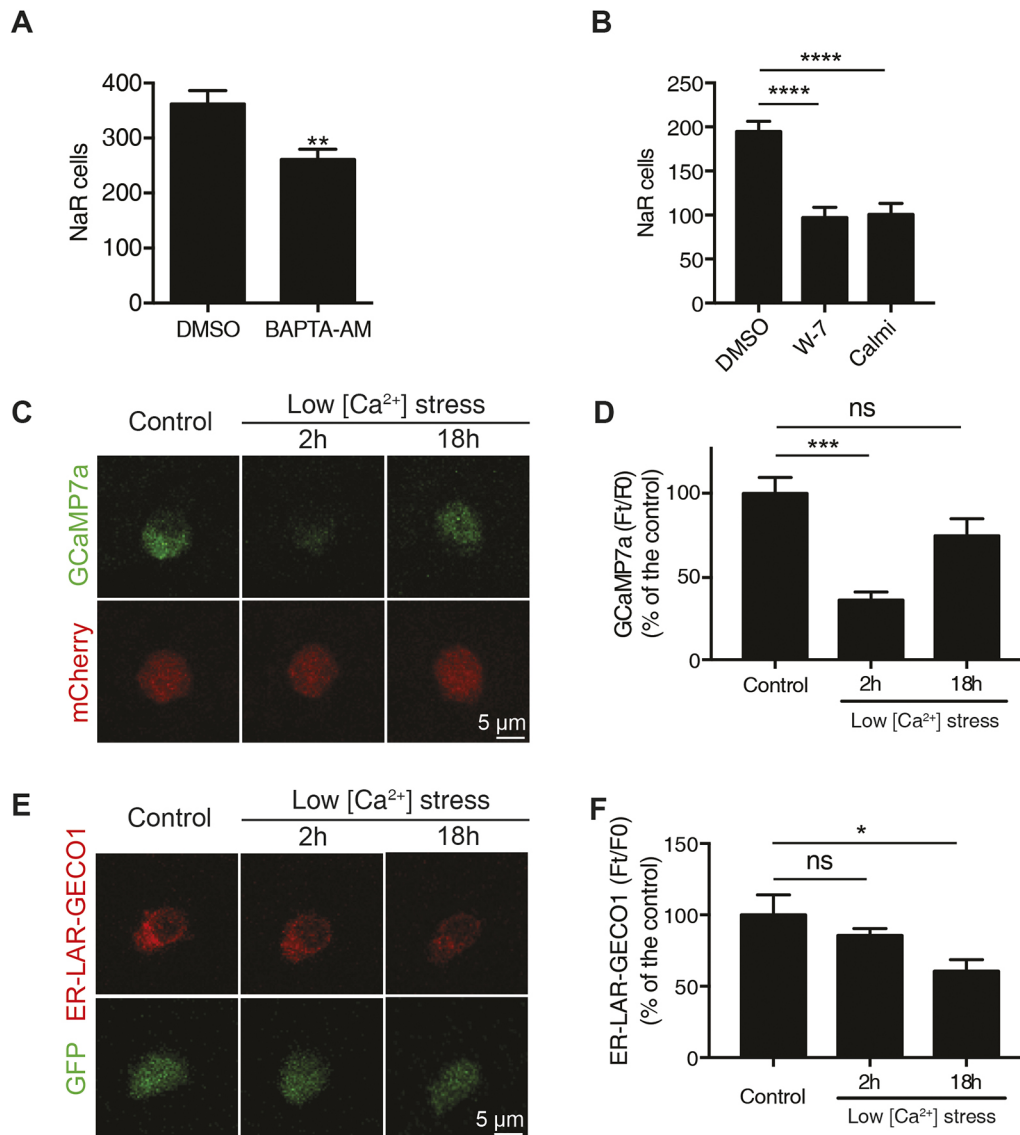 A
NaR cells
400
300
200
100
0
**
DMSO
BAPTA-AM
B
NaR cells
250
200
150
100
50
0
****
****
DMSO
W-7
Calmi
C
Control
Low [Ca²⁺] stress
2h
18h
GCaMP7a
mCherry
5 µm
D
GCaMP7a (Ft/F0)
(% of the control)
100
50
0
ns
***
Control
2h
18h
Low [Ca²⁺] stress
E
Control
Low [Ca²⁺] stress
2h
18h
ER-LAR-GECO1
GFP
5 µm
F
ER-LAR-GECO1 (Ft/F0)
(% of the control)
150
100
50
0
*
ns
Control
2h
18h
Low [Ca²⁺] stress